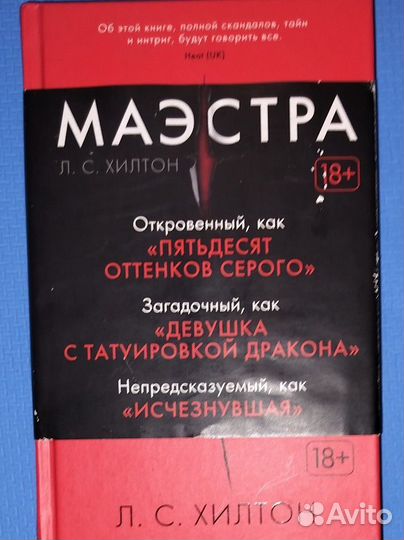 Об этой книге, полной скандалов, тайн
и интриг, будут говорить все.
Heat (UK)
МАЭСТРА
Л. С. ХИЛТОН
18+
Откровенный, как
«ПЯТЬДЕСЯТ
ОТТЕНКОВ СЕРОГО»
Загадочный, как
«ДЕВУШКА
С ТАТУИРОВКОЙ ДРАКОНА»
Непредсказуемый, как
«ИСЧЕЗНУВШАЯ»
18+
Л. С. ХИЛТОН
Avito